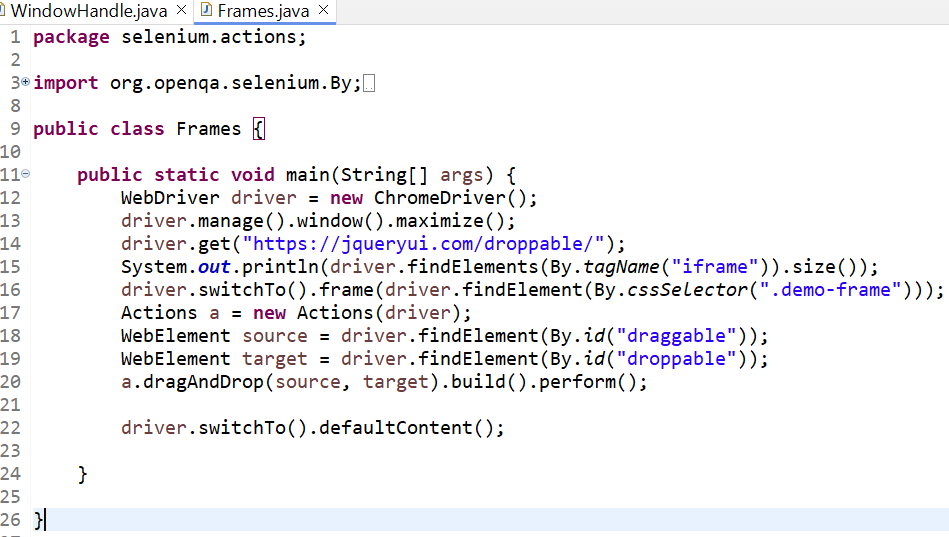 WindowHandle.java × Frames.java ×
1 package selenium.actions;
2
3 import org.openqa.selenium.By;
8
9 public class Frames {
10
11 public static void main(String[] args) {
12 WebDriver driver = new ChromeDriver();
13 driver.manage().window().maximize();
14 driver.get("https://jqueryui.com/droppable/");
15 System.out.println(driver.findElements(By.tagName("iframe")).size());
16 driver.switchTo().frame(driver.findElement(By.cssSelector(".demo-frame")));
17 Actions a = new Actions(driver);
18 WebElement source = driver.findElement(By.id("draggable"));
19 WebElement target = driver.findElement(By.id("droppable"));
20 a.dragAndDrop(source, target).build().perform();
21
22 driver.switchTo().defaultContent();
23
24 }
25
26 }